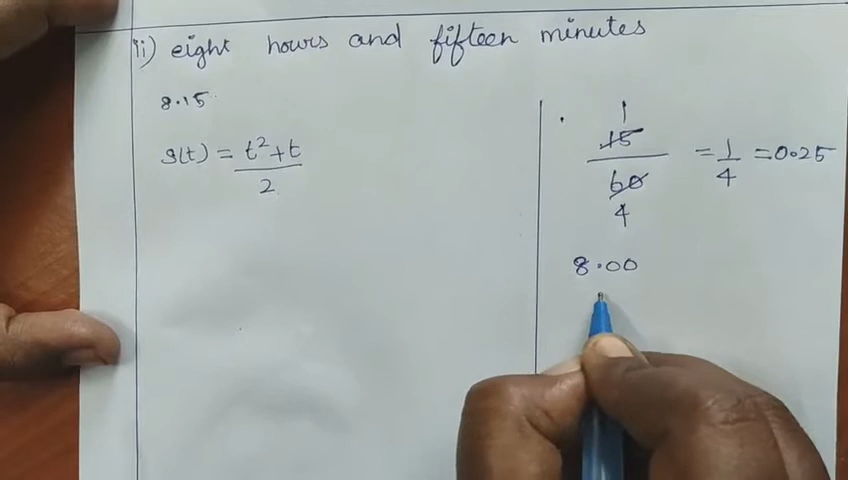 ii) eight hours and fifteen minutes
8.15
s(t) = t²+t
2
1
15
60
4
= 1/4 = 0.25
8.00